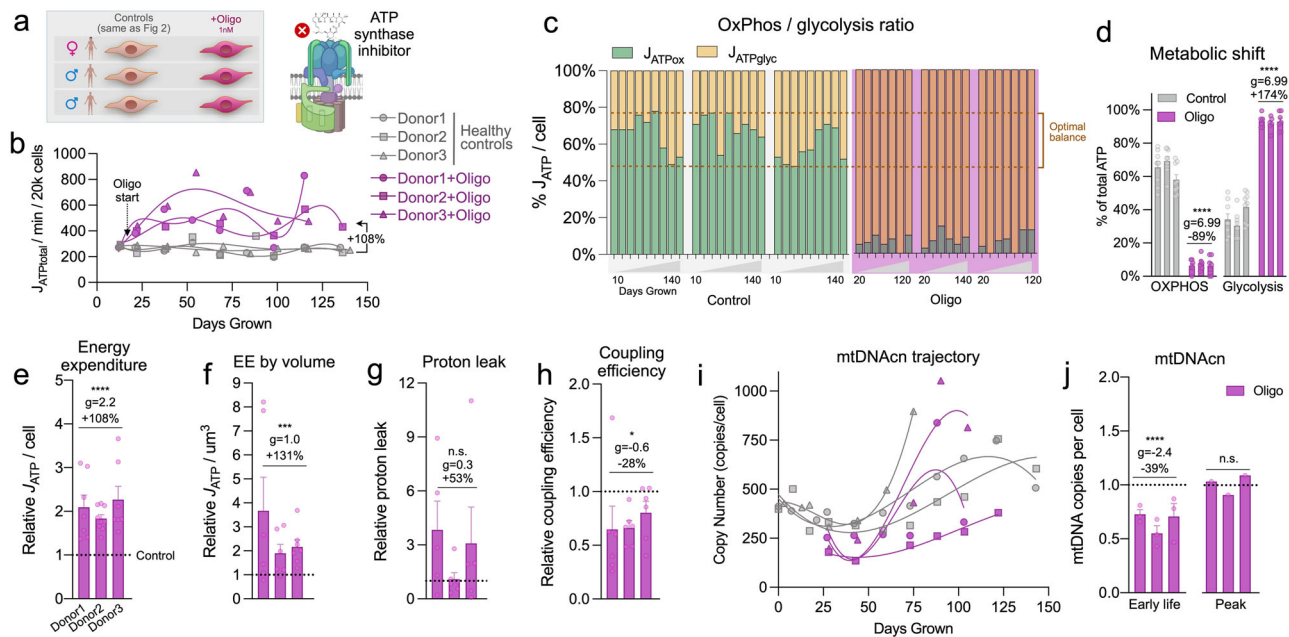 a
Controls
(same as Fig 2)
+Oligo
1nM
ATP
synthase
inhibitor
b
JATPtotal / min / 20k cells
1000
800
600
400
200
0
Oligo
start
+108%
0 25 50 75 100 125 150
Days Grown
Donor1
Donor2
Donor3
Healthy
controls
Donor1+Oligo
Donor2+Oligo
Donor3+Oligo
c
OxPhos / glycolysis ratio
JATPox
JATPglyc
% JATP / cell
100%
80%
60%
40%
20%
0%
Optimal
balance
10 140 10 140 10 140 20 120 20 140 20 120
Days Grown
Control
Oligo
d
Metabolic shift
Control
Oligo
****
g=6.99
+174%
****
g=6.99
-89%
% of total ATP
100%
80%
60%
40%
20%
0%
OXPHOS Glycolysis
e
Energy
expenditure
****
g=2.2
+108%
Relative JATP / cell
5
4
3
2
1
0
Control
Donor1
Donor2
Donor3
f
EE by volume
***
g=1.0
+131%
Relative JATP / um3
9
8
7
6
5
4
3
2
1
0
g
Proton leak
n.s.
g=0.3
+53%
Relative proton leak
12
9
6
3
0
h
Coupling
efficiency
*
g=-0.6
-28%
Relative coupling efficiency
2.0
1.5
1.0
0.5
0.0
i
mtDNAcn trajectory
Copy Number (copies/cell)
1000
750
500
250
0
0 25 50 75 100 125 150
Days Grown
j
mtDNAcn
Oligo
****
g=-2.4
-39%
n.s.
mtDNA copies per cell
2.0
1.5
1.0
0.5
0.0
Early life
Peak